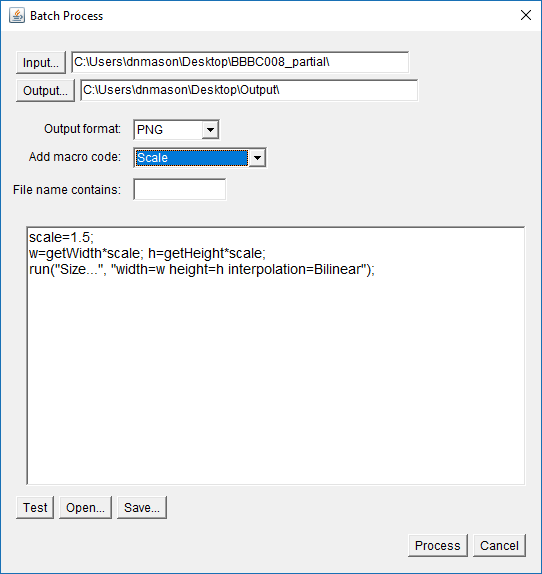 Batch Process
Input... C:\Users\dnmason\Desktop\BBBC008_partial\
Output... C:\Users\dnmason\Desktop\Output\
Output format: PNG
Add macro code: Scale
File name contains:
scale=1.5;
w=getWidth*scale; h=getHeight*scale;
run("Size...", "width=w height=h interpolation=Bilinear");
Test Open... Save...
Process Cancel